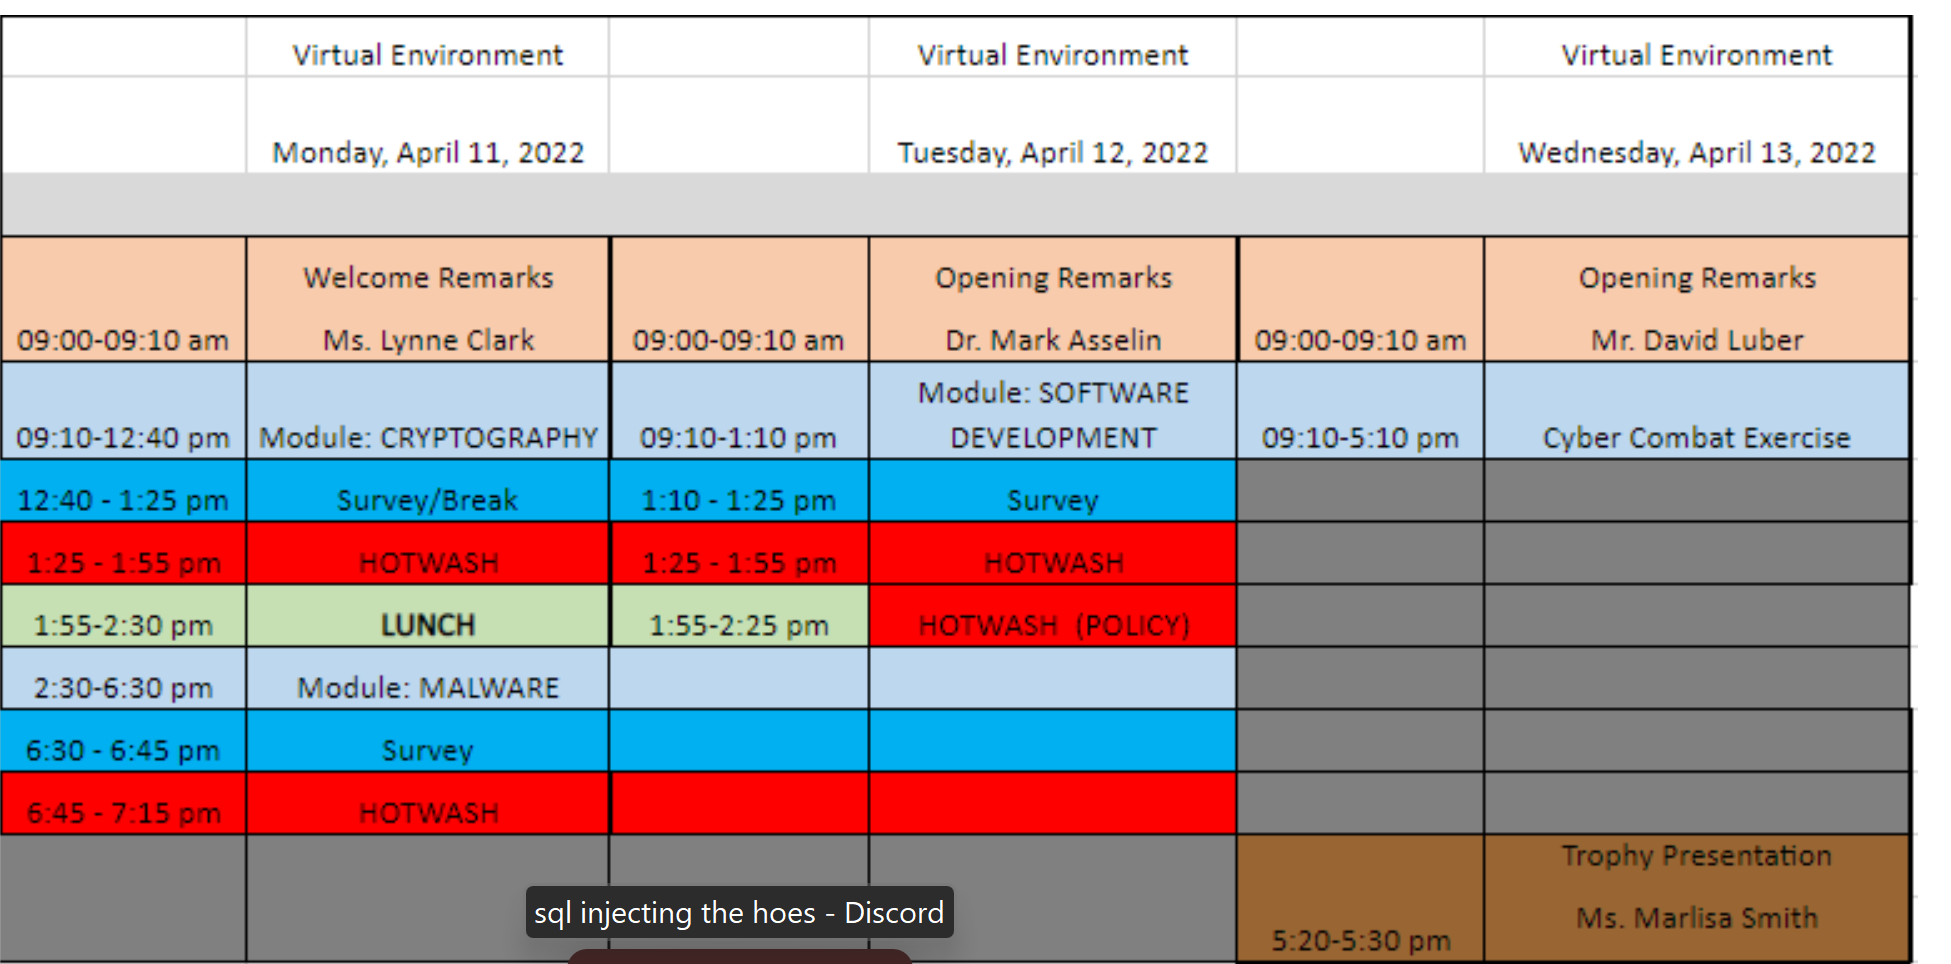 Virtual Environment Virtual Environment Virtual Environment
Monday, April 11, 2022 Tuesday, April 12, 2022 Wednesday, April 13, 2022
Welcome Remarks Opening Remarks Opening Remarks
09:00-09:10 am Ms. Lynne Clark 09:00-09:10 am Dr. Mark Asselin 09:00-09:10 am Mr. David Luber
Module: SOFTWARE
09:10-12:40 pm Module: CRYPTOGRAPHY 09:10-1:10 pm DEVELOPMENT 09:10-5:10 pm Cyber Combat Exercise
12:40 - 1:25 pm Survey/Break 1:10 - 1:25 pm Survey
1:25 - 1:55 pm HOTWASH 1:25 - 1:55 pm HOTWASH
1:55-2:30 pm LUNCH 1:55-2:25 pm HOTWASH (POLICY)
2:30-6:30 pm Module: MALWARE
6:30 - 6:45 pm Survey
6:45 - 7:15 pm HOTWASH
Trophy Presentation
Ms. Marlisa Smith
5:20-5:30 pm
sql injecting the hoes - Discord